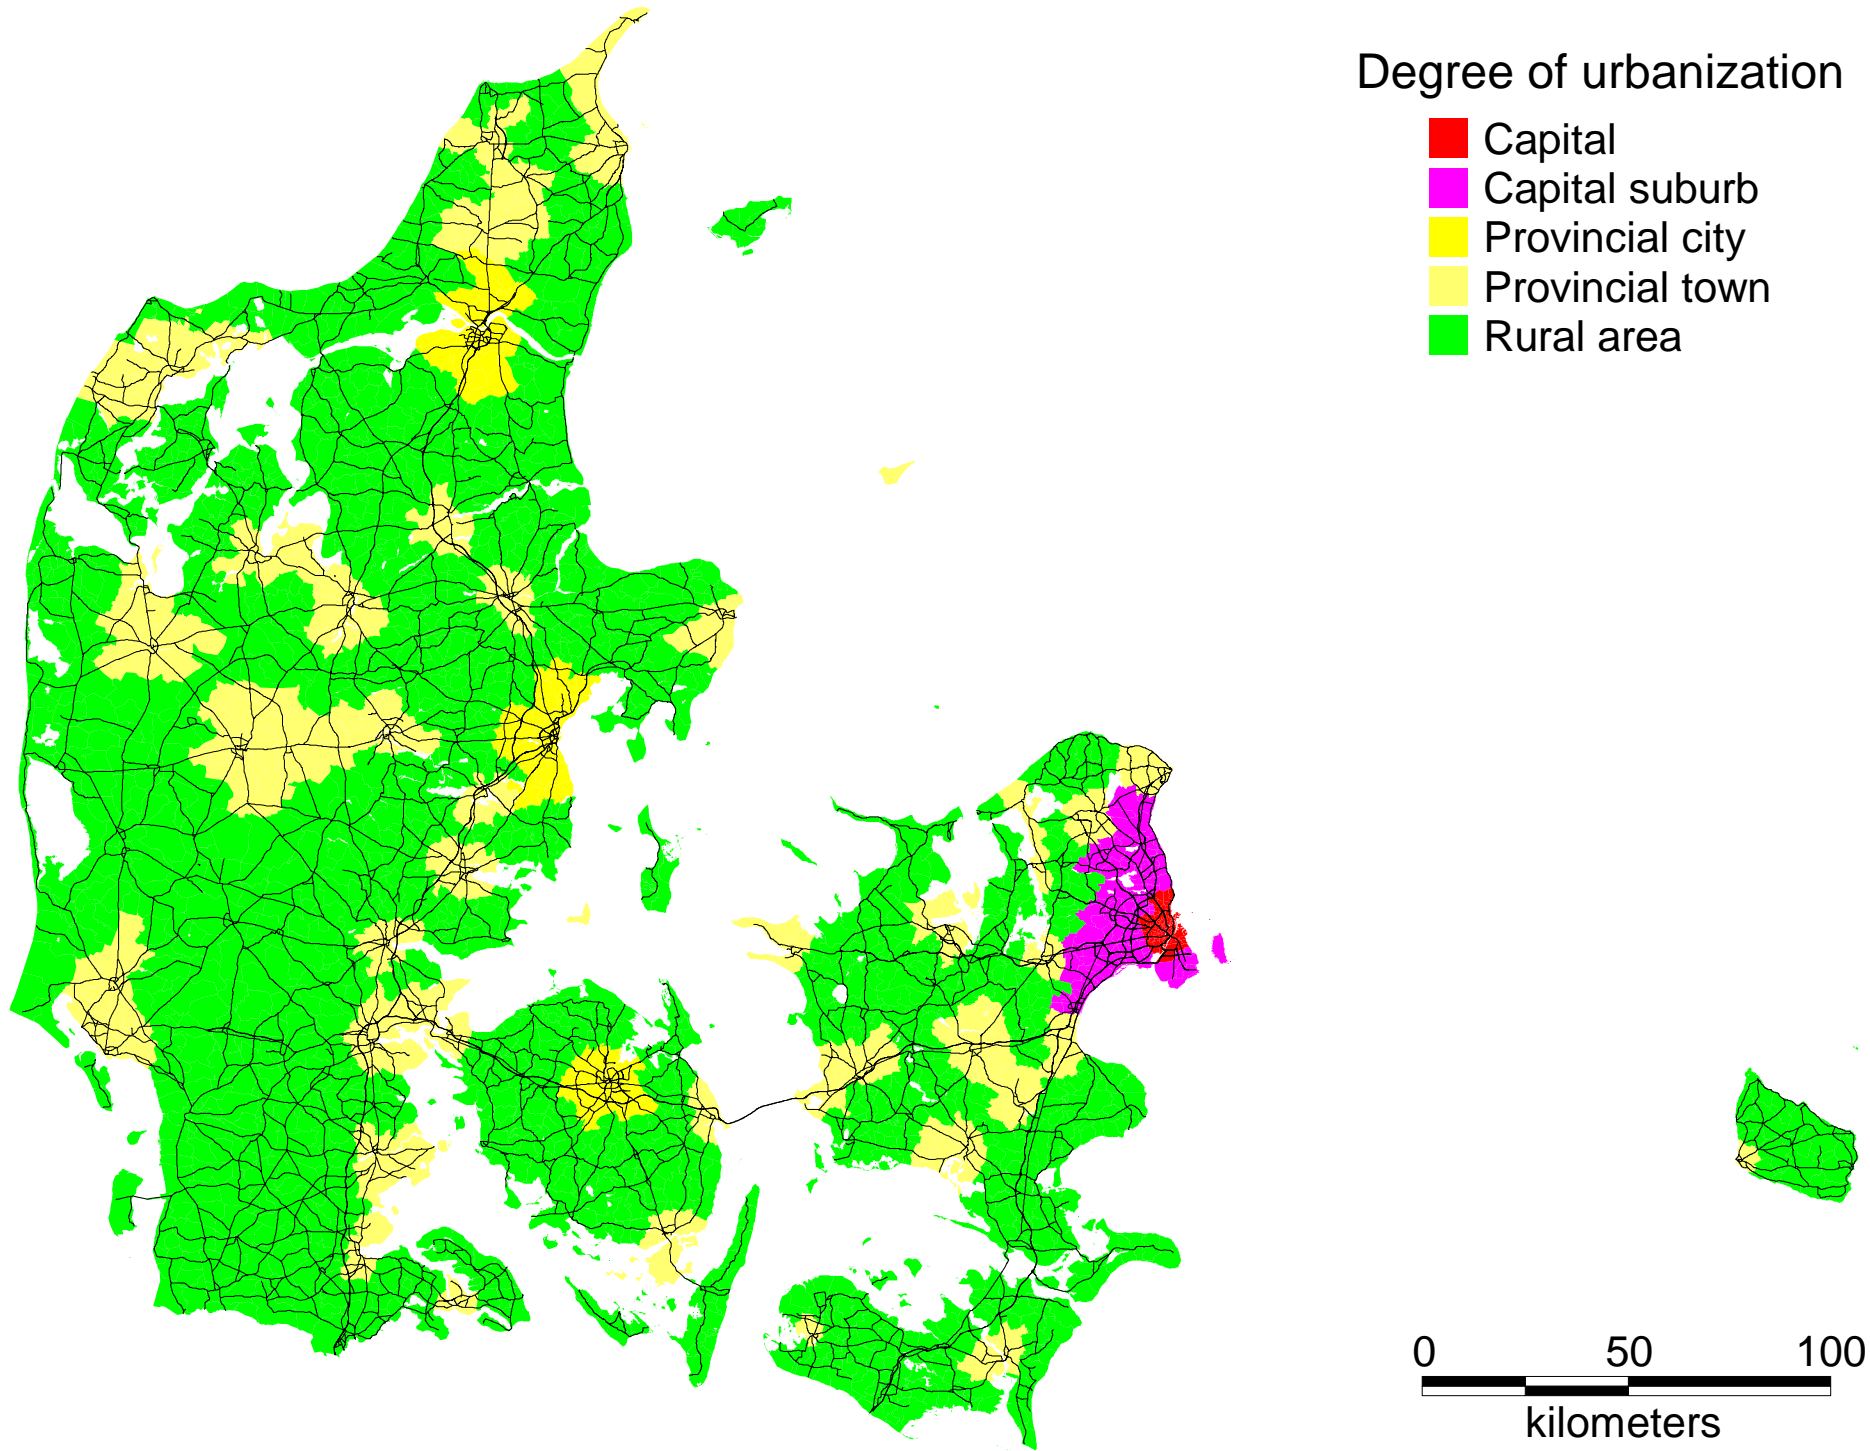 Degree of urbanization
Capital
Capital suburb
Provincial city
Provincial town
Rural area
0 50 100
kilometers